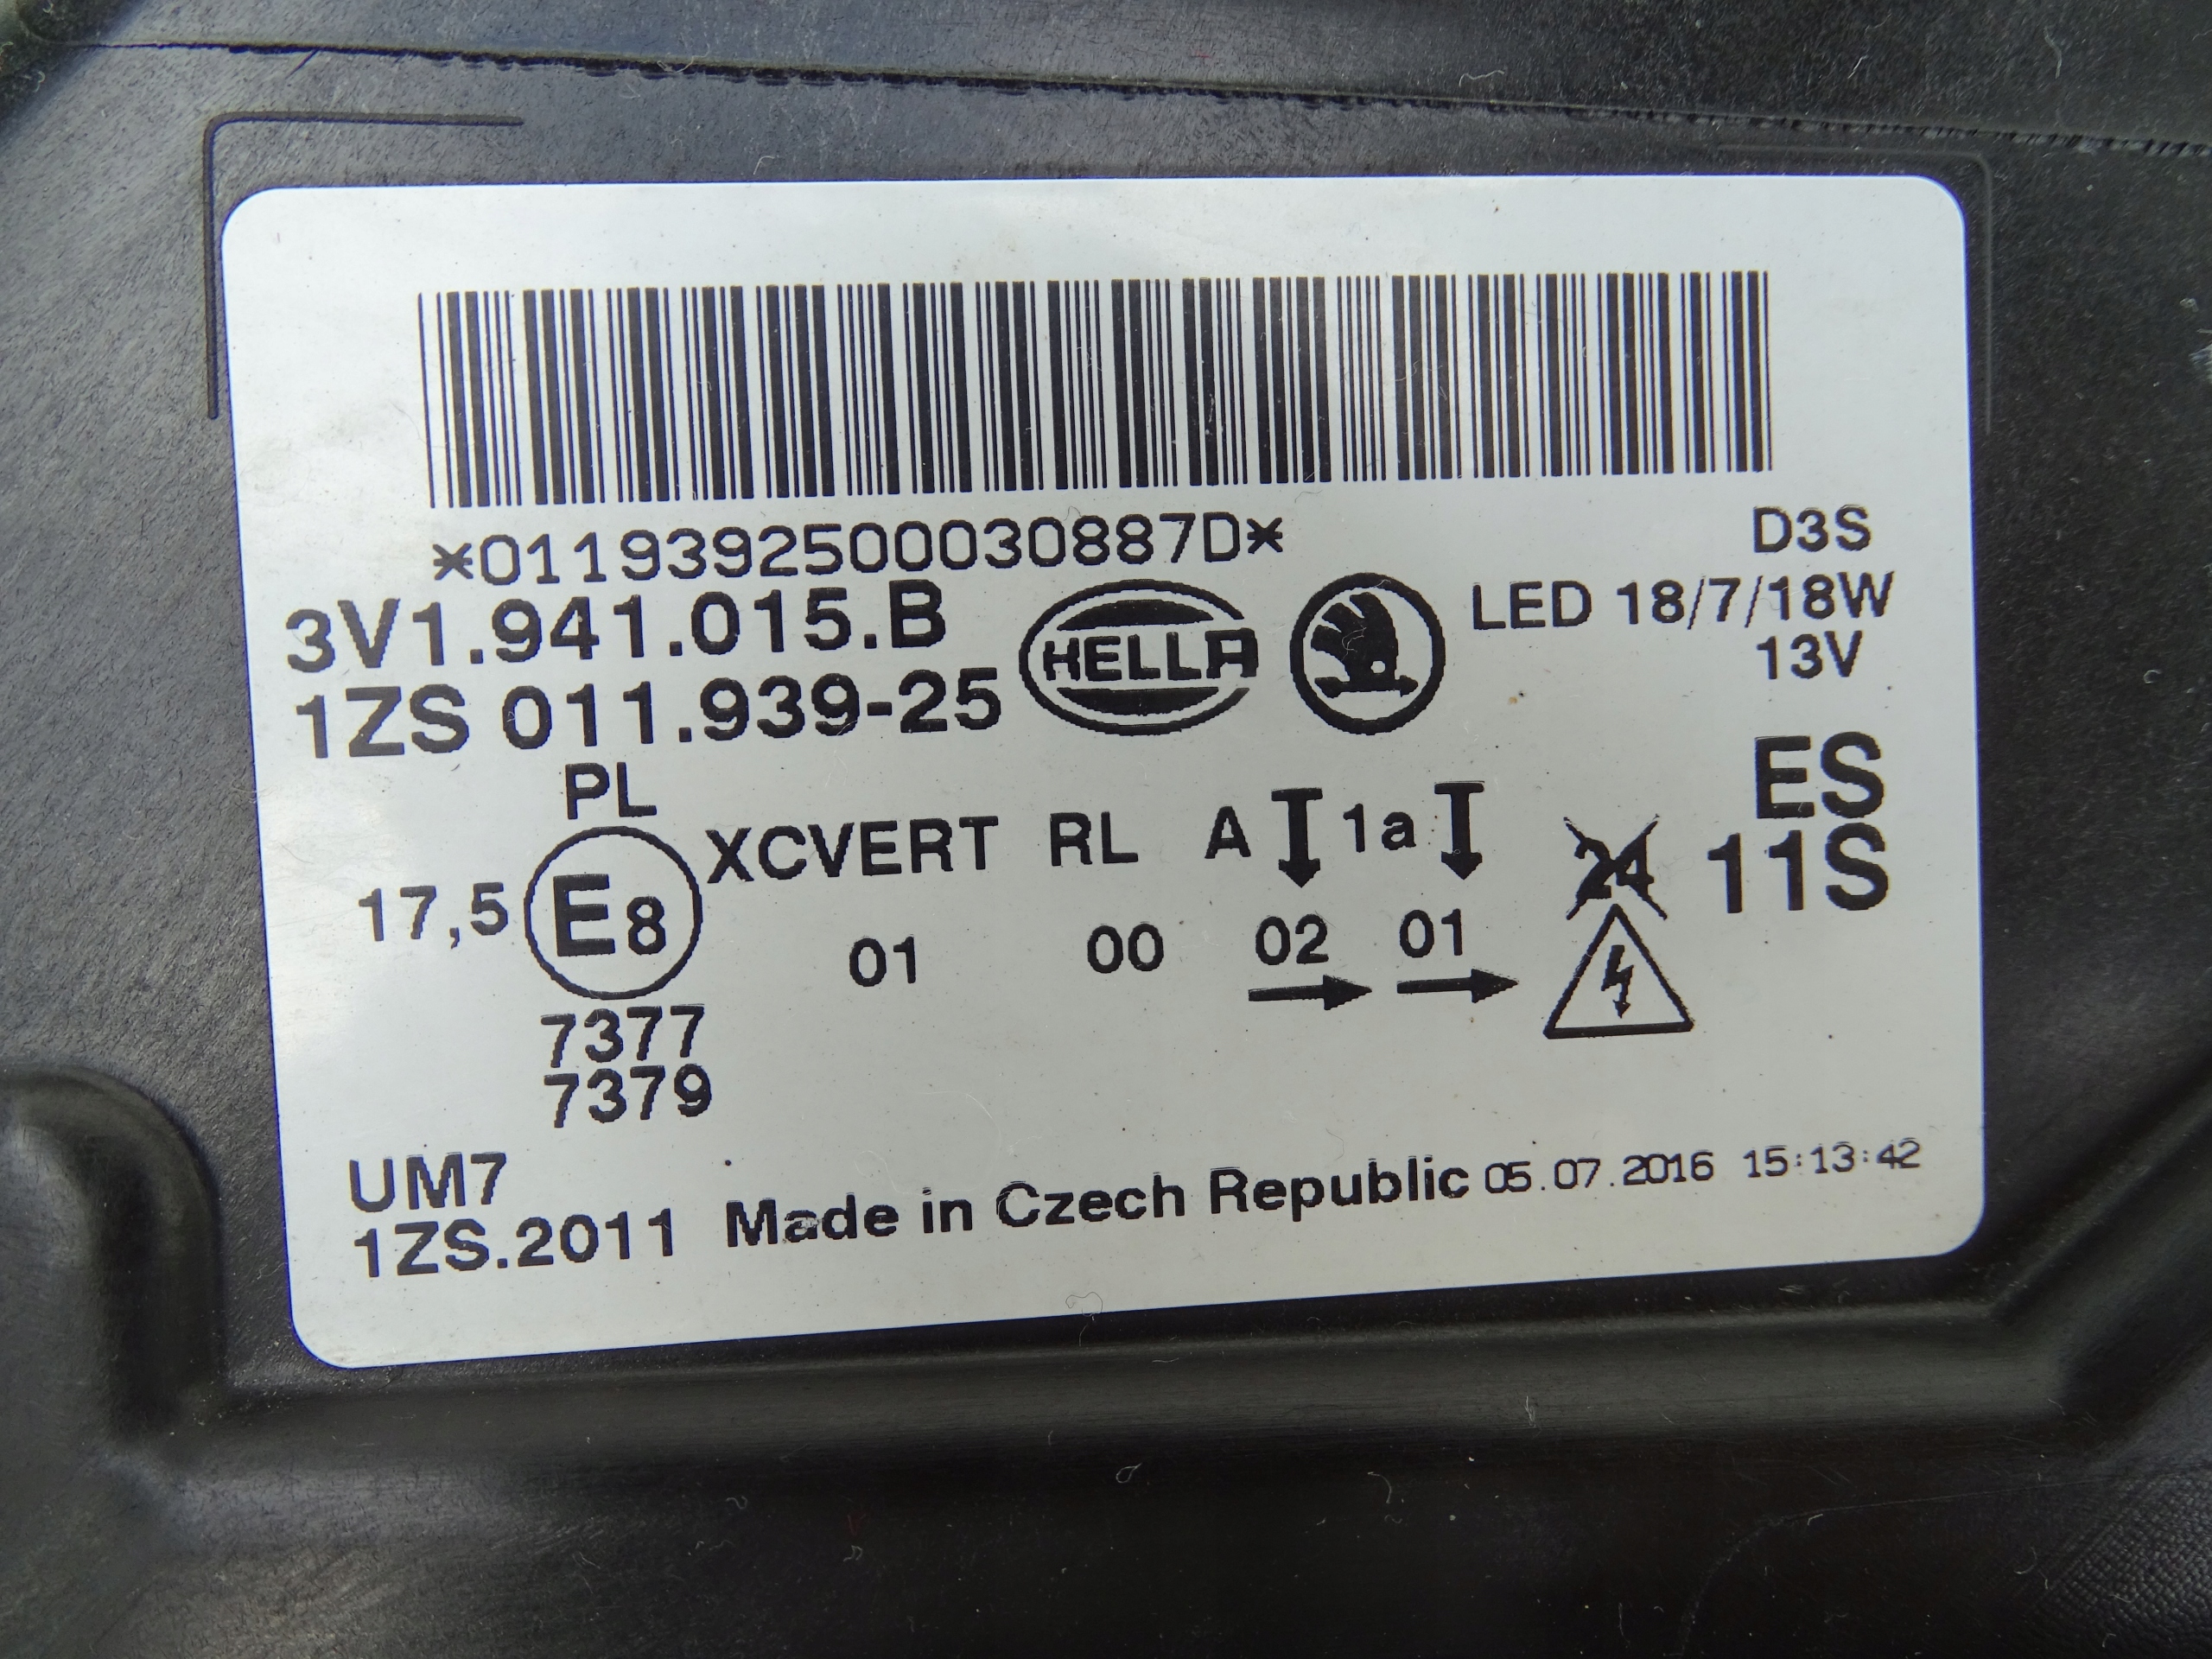 *0119392500030887D*
D3S
3V1.941.015.B
HELLA
LED 18/7/18W
13V
1ZS 011.939-25
ES
11S
PL
XCVERT RL A 1a
24
17,5 E8
01 00 02 01
7377
7379
UM7
1ZS.2011 Made in Czech Republic 05.07.2016 15:13:42